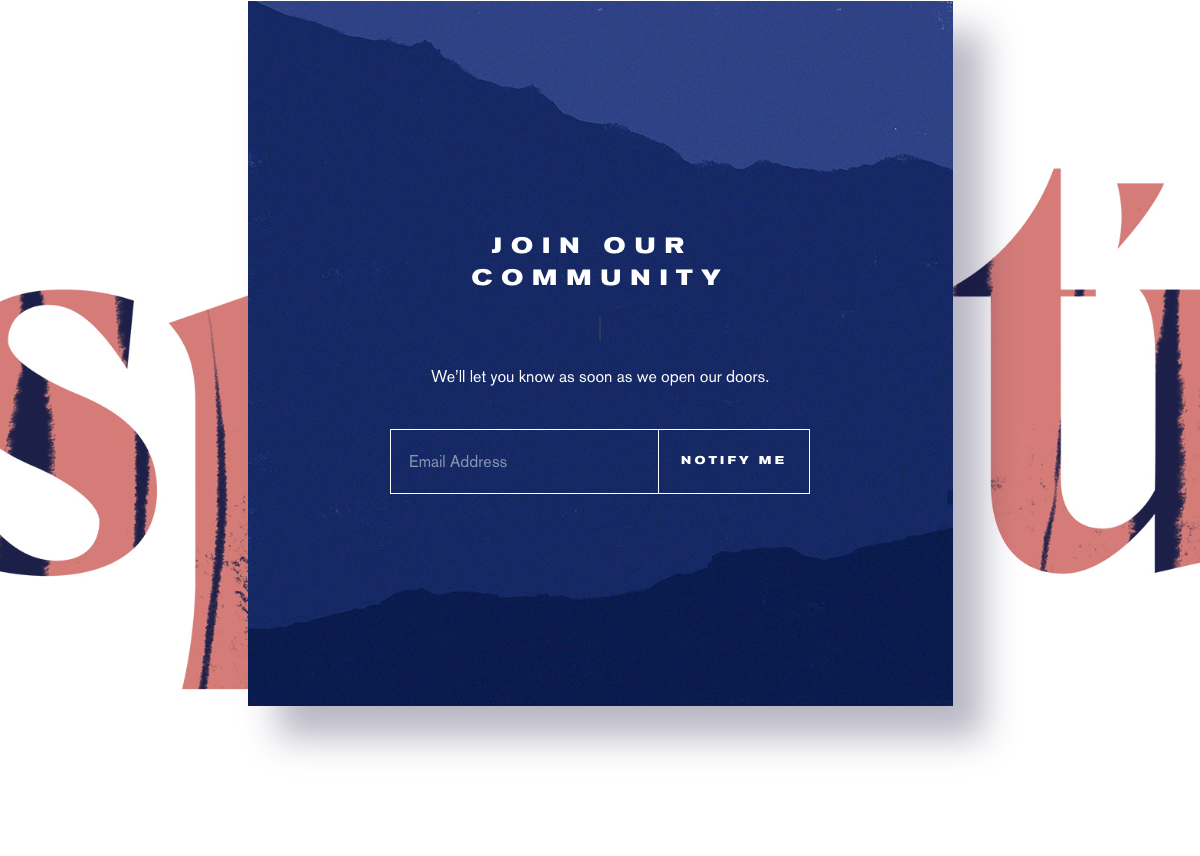 JOIN OUR
COMMUNITY
We’ll let you know as soon as we open our doors.
Email Address
NOTIFY ME